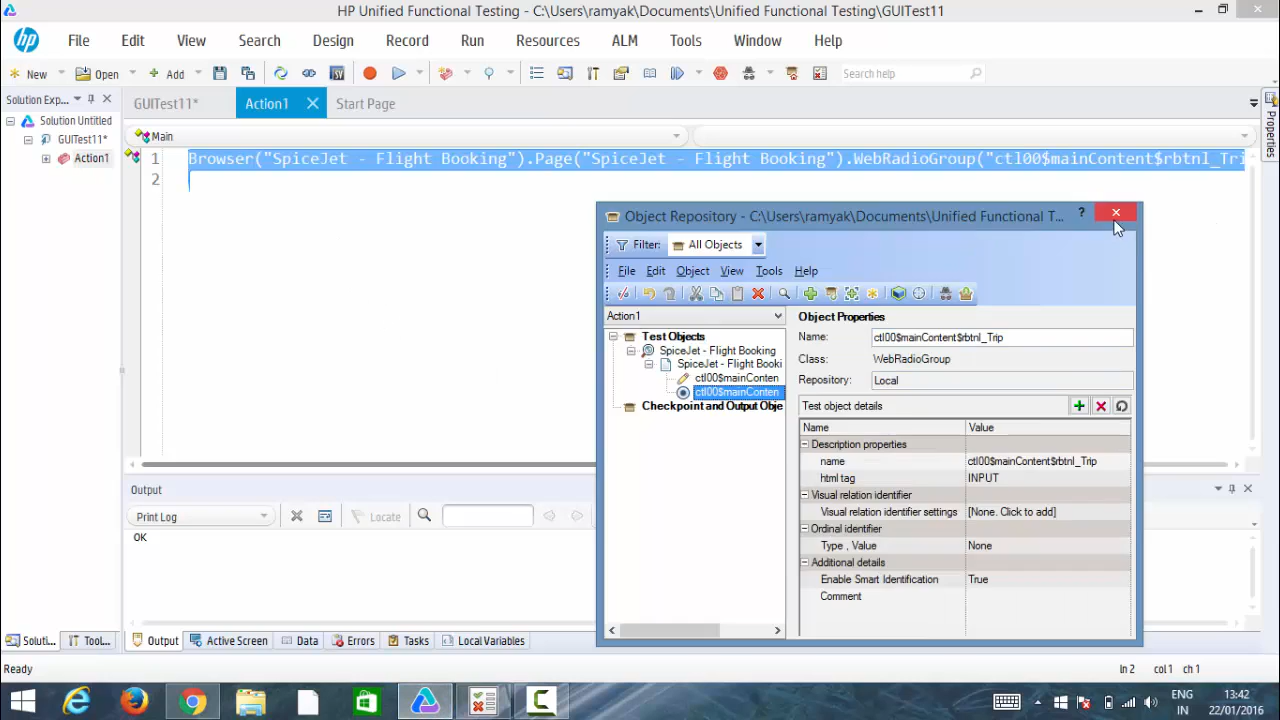 HP Unified Functional Testing - C:\Users\ramyak\Documents\Unified Functional Testing\GUITest11
hp File Edit View Search Design Record Run Resources ALM Tools Window Help
New Open Add Search help
Solution Exp... GUITest11* Action1 Start Page
Solution Untitled
GUITest11*
Action1
Main
1 Browser("SpiceJet - Flight Booking").Page("SpiceJet - Flight Booking").WebRadioGroup("ctl00$mainContent$rbtnl_Tri
2
Properties
Object Repository - C:\Users\ramyak\Documents\Unified Functional T... ?
Filter: All Objects
File Edit Object View Tools Help
Action1
Test Objects
SpiceJet - Flight Booking
SpiceJet - Flight Booki
ctl00$mainConten
ctl00$mainConten
Checkpoint and Output Obje
Object Properties
Name: ctl00$mainContent$rbtnl_Trip
Class: WebRadioGroup
Repository: Local
Test object details
Name Value
Description properties
name ctl00$mainContent$rbtnl_Trip
html tag INPUT
Visual relation identifier
Visual relation identifier settings [None. Click to add]
Ordinal identifier
Type , Value None
Additional details
Enable Smart Identification True
Comment
Output
Print Log Locate
OK
Soluti... Tool... Output Active Screen Data Errors Tasks Local Variables
Ready ln 2 col 1 ch 1
ENG
IN
13:42
22/01/2016